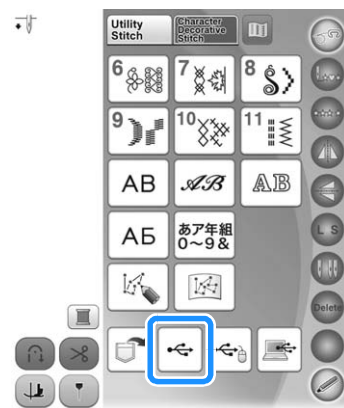 Utility
Stitch
Character
Decorative
Stitch
6
7
8
9
10
11
AB
AB
AB
АБ
あア年組
0～9&
L S
Delete